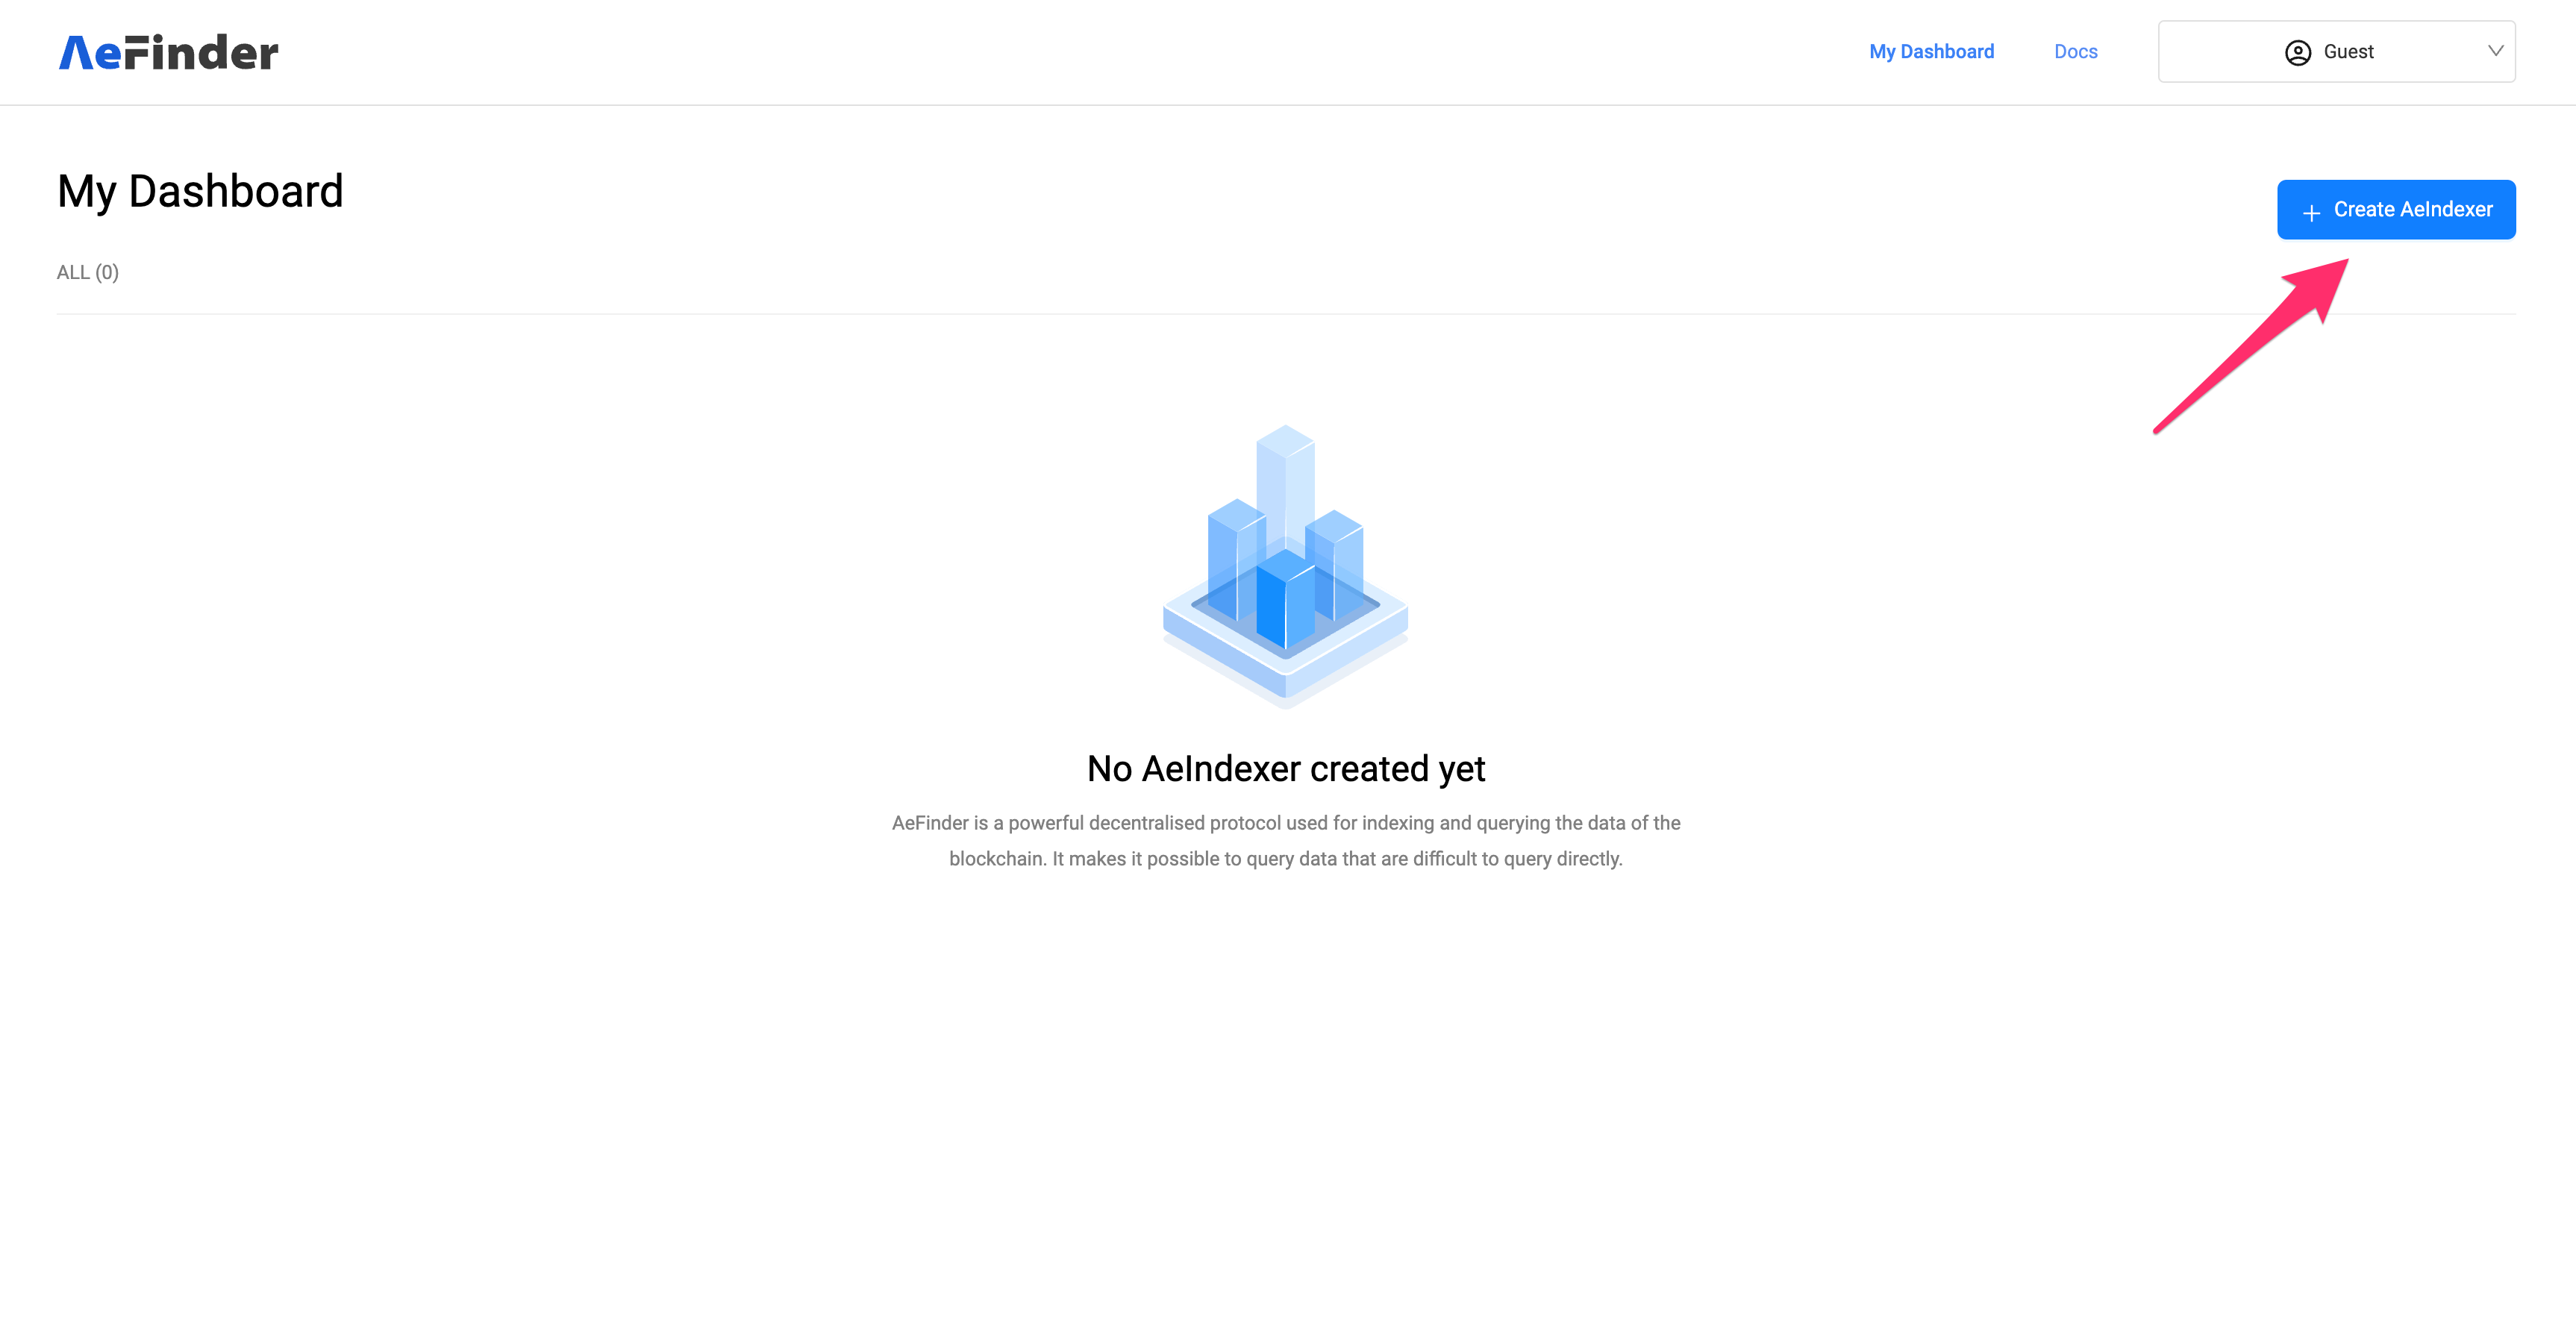 AeFinder
My Dashboard
Docs
Guest
My Dashboard
+ Create AeIndexer
ALL (0)
No AeIndexer created yet
AeFinder is a powerful decentralised protocol used for indexing and querying the data of the
blockchain. It makes it possible to query data that are difficult to query directly.